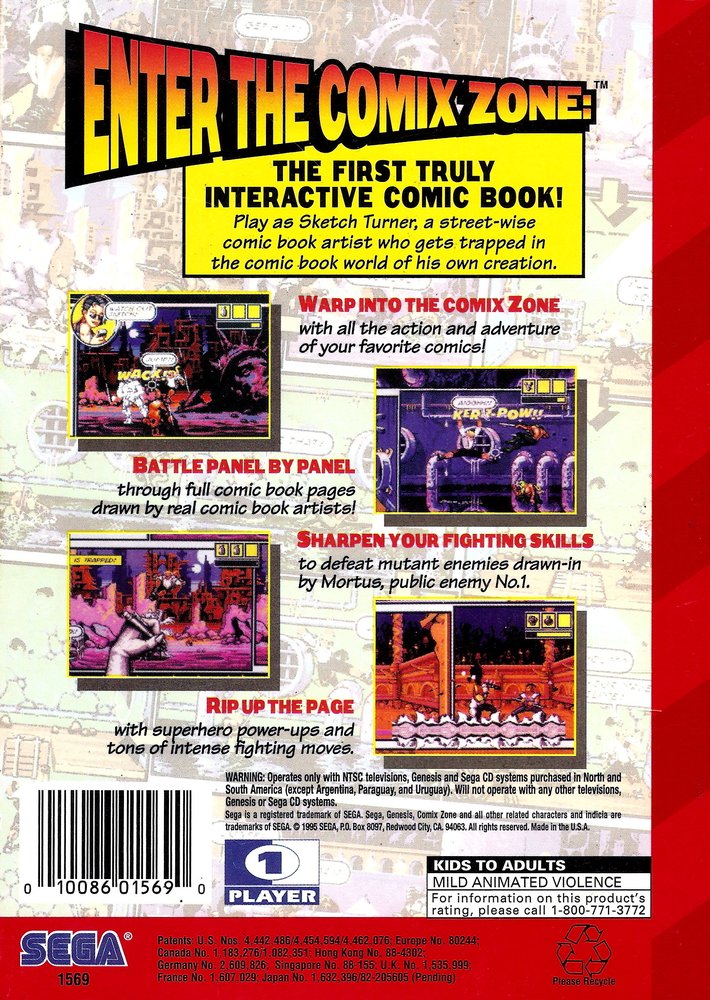 ENTER THE COMIX ZONE:™
THE FIRST TRULY
INTERACTIVE COMIC BOOK!
Play as Sketch Turner, a street-wise
comic book artist who gets trapped in
the comic book world of his own creation.
WATCH OUT
WARP INTO THE COMIX ZONE
with all the action and adventure
of your favorite comics!
WACK
BATTLE PANEL BY PANEL
through full comic book pages
drawn by real comic book artists!
SHARPEN YOUR FIGHTING SKILLS
to defeat mutant enemies drawn-in
by Mortus, public enemy No.1.
IS TRAPPED!
RIP UP THE PAGE
with superhero power-ups and
tons of intense fighting moves.
WARNING: Operates only with NTSC televisions, Genesis and Sega CD systems purchased in North and
South America (except Argentina, Paraguay, and Uruguay). Will not operate with any other televisions,
Genesis or Sega CD systems.
Sega is a registered trademark of SEGA. Sega, Genesis, Comix Zone and all other related characters and indicia are
trademarks of SEGA. © 1995 SEGA, P.O. Box 8097, Redwood City, CA. 94063. All rights reserved. Made in the U.S.A.
0 10086 01569 0
1
PLAYER
KIDS TO ADULTS
MILD ANIMATED VIOLENCE
For information on this product's
rating, please call 1-800-771-3772
SEGA®
1569
Patents: U.S. Nos. 4,442,486/4,454,594/4,462,076; Europe No. 80244;
Canada No. 1,183,276/1,082,351; Hong Kong No. 88-4302;
Germany No. 2,609,826; Singapore No. 88-155; U.K. No. 1,535,999;
France No. 1,607,029; Japan No. 1,632,396/82-205605 (Pending)
Please Recycle